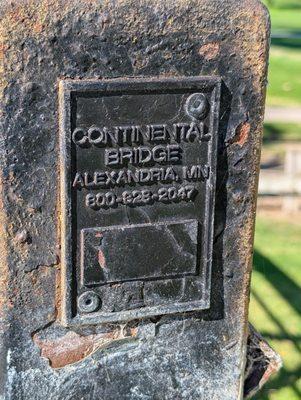 CONTINENTAL
BRIDGE
ALEXANDRIA, MN
800-328-2047